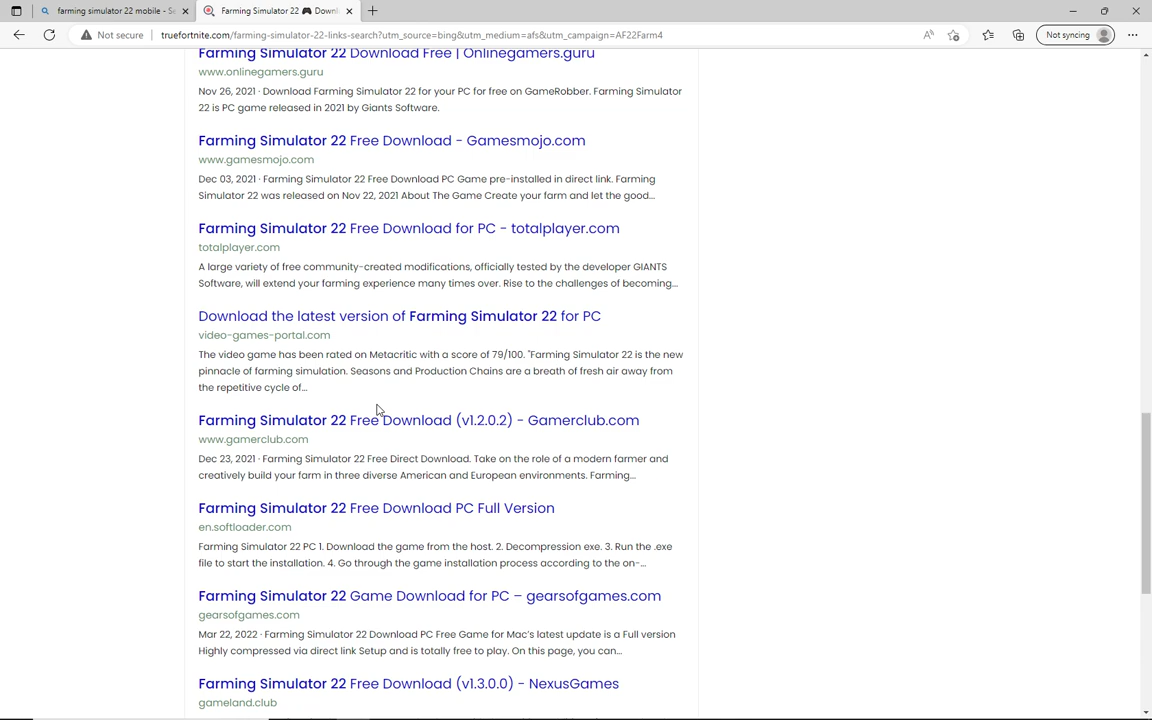 farming simulator 22 mobile - Se
Farming Simulator 22 🎮 Downl
Not secure
truefortnite.com/farming-simulator-22-links-search?utm_source=bing&utm_medium=afs&utm_campaign=AF22Farm4
Not syncing
Farming Simulator 22 Download Free | Onlinegamers.guru
www.onlinegamers.guru
Nov 26, 2021 · Download Farming Simulator 22 for your PC for free on GameRobber. Farming Simulator
22 is PC game released in 2021 by Giants Software.
Farming Simulator 22 Free Download - Gamesmojo.com
www.gamesmojo.com
Dec 03, 2021 · Farming Simulator 22 Free Download PC Game pre-installed in direct link. Farming
Simulator 22 was released on Nov 22, 2021 About The Game Create your farm and let the good...
Farming Simulator 22 Free Download for PC - totalplayer.com
totalplayer.com
A large variety of free community-created modifications, officially tested by the developer GIANTS
Software, will extend your farming experience many times over. Rise to the challenges of becoming...
Download the latest version of Farming Simulator 22 for PC
video-games-portal.com
The video game has been rated on Metacritic with a score of 79/100. "Farming Simulator 22 is the new
pinnacle of farming simulation. Seasons and Production Chains are a breath of fresh air away from
the repetitive cycle of...
Farming Simulator 22 Free Download (v1.2.0.2) - Gamerclub.com
www.gamerclub.com
Dec 23, 2021 · Farming Simulator 22 Free Direct Download. Take on the role of a modern farmer and
creatively build your farm in three diverse American and European environments. Farming...
Farming Simulator 22 Free Download PC Full Version
en.softloader.com
Farming Simulator 22 PC 1. Download the game from the host. 2. Decompression exe. 3. Run the .exe
file to start the installation. 4. Go through the game installation process according to the on-...
Farming Simulator 22 Game Download for PC – gearsofgames.com
gearsofgames.com
Mar 22, 2022 · Farming Simulator 22 Download PC Free Game for Mac's latest update is a Full version
Highly compressed via direct link Setup and is totally free to play. On this page, you can...
Farming Simulator 22 Free Download (v1.3.0.0) - NexusGames
gameland.club